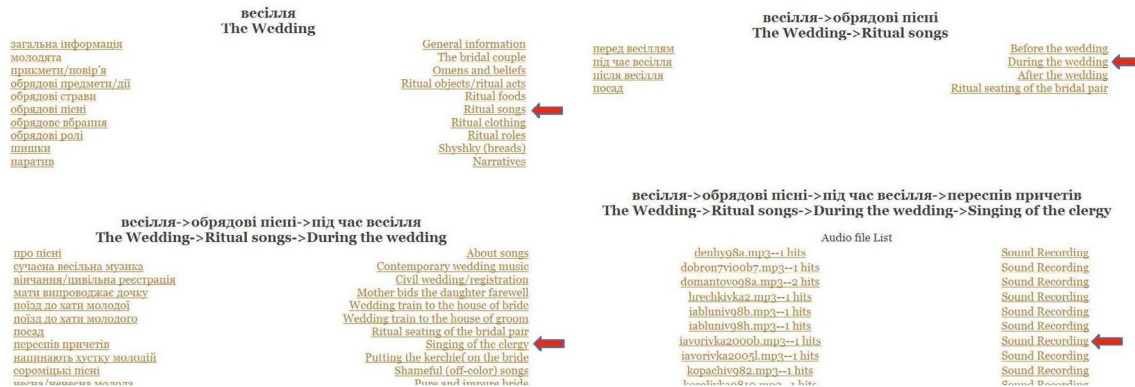 весілля
The Wedding
загальна інформація General information
молодята The bridal couple
прикмети/повір’я Omens and beliefs
обрядові предмети/дії Ritual objects/ritual acts
обрядові страви Ritual foods
обрядові пісні Ritual songs
обрядове вбрання Ritual clothing
обрядові ролі Ritual roles
шишки Shyshky (breads)
наратив Narratives
весілля->обрядові пісні
The Wedding->Ritual songs
перед весіллям Before the wedding
під час весілля During the wedding
після весілля After the wedding
посад Ritual seating of the bridal pair
весілля->обрядові пісні->під час весілля
The Wedding->Ritual songs->During the wedding
про пісні About songs
сучасна весільна музика Contemporary wedding music
вінчання/цивільна реєстрація Civil wedding/registration
мати випроводжає дочку Mother bids the daughter farewell
поїзд до хати молодої Wedding train to the house of bride
поїзд до хати молодого Wedding train to the house of groom
посад Ritual seating of the bridal pair
переспів причетів Singing of the clergy
напинають хустку молодій Putting the kerchief on the bride
сороміцькі пісні Shameful (off-color) songs
чесна/нечесна молода Pure and impure bride
весілля->обрядові пісні->під час весілля->переспів причетів
The Wedding->Ritual songs->During the wedding->Singing of the clergy
Audio file List
denhy98a.mp3--1 hits Sound Recording
dobron7vi00b7.mp3--1 hits Sound Recording
domantovo98a.mp3--2 hits Sound Recording
hrechkivka2.mp3--1 hits Sound Recording
iabluniv98b.mp3--1 hits Sound Recording
iabluniv98h.mp3--1 hits Sound Recording
iavorivka2000b.mp3--1 hits Sound Recording
iavorivka2005l.mp3--1 hits Sound Recording
kopachiv982.mp3--1 hits Sound Recording
Sound Recording